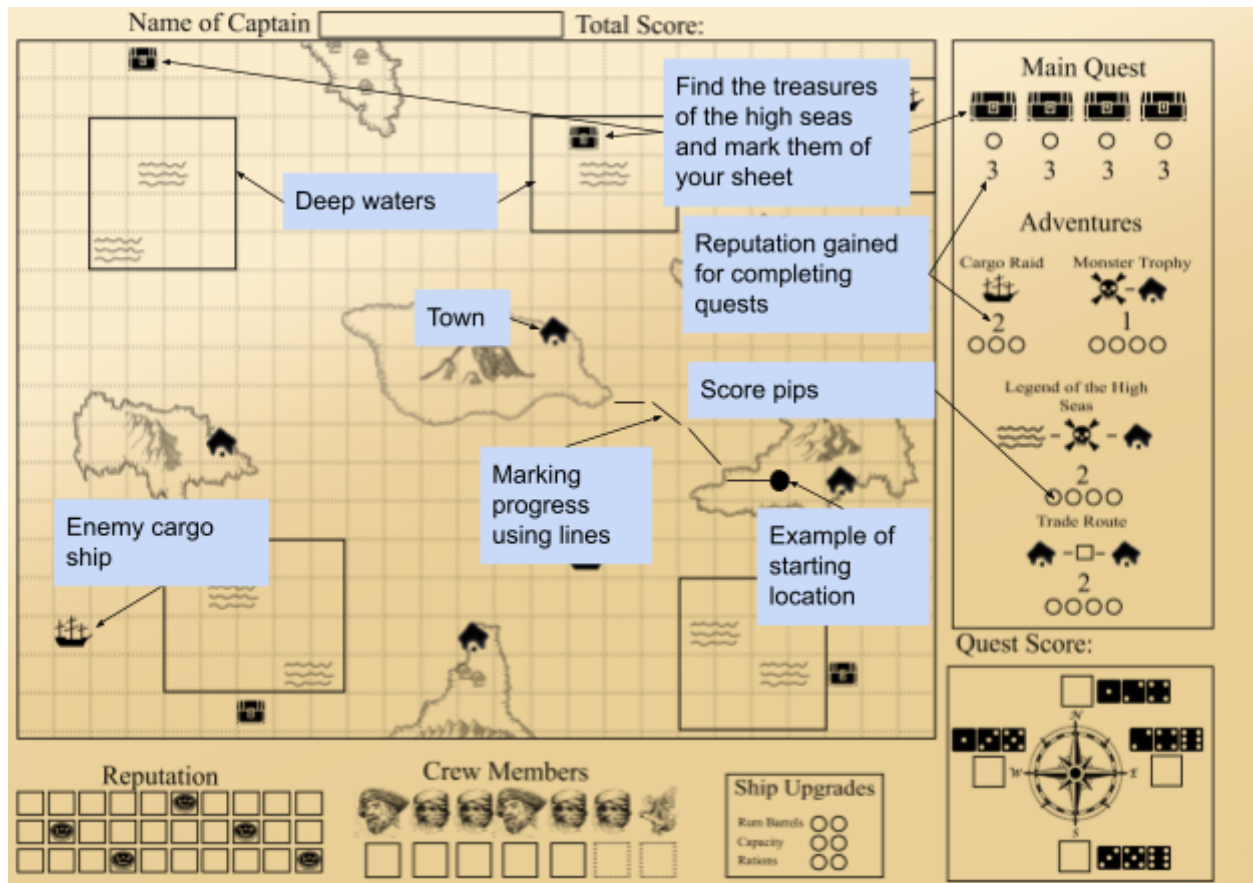 Name of Captain
Total Score:
Find the treasures
of the high seas
and mark them of
your sheet
Deep waters
Reputation gained
for completing
quests
Town
Score pips
Marking
progress
using lines
Example of
starting
location
Enemy cargo
ship
Main Quest
3 3 3 3
Adventures
Cargo Raid
2
Monster Trophy
1
Legend of the High
Seas
2
Trade Route
2
Quest Score:
N
W
E
S
Reputation
Crew Members
Ship Upgrades
Rum Barrels
Capacity
Rations